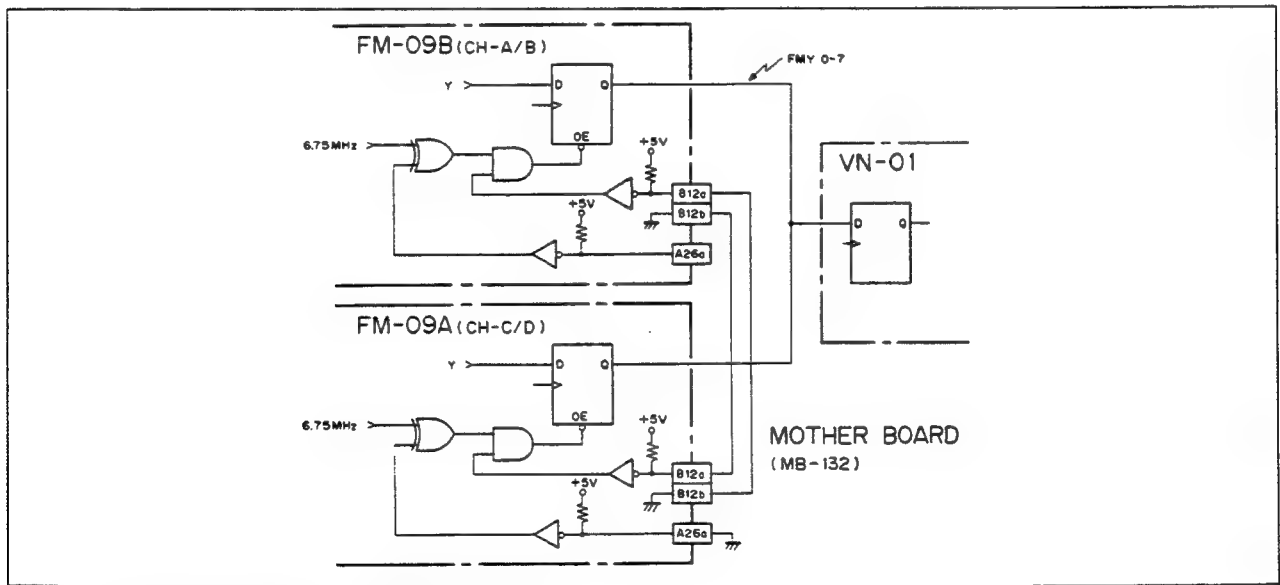 FM-09B (CH-A/B)
FMY 0-7
Y
D
Q
OE
6.75MHz
+5V
+5V
B12a
B12b
A26a
VN-01
D
Q
FM-09A (CH-C/D)
Y
D
Q
OE
6.75MHz
+5V
+5V
B12a
B12b
A26a
MOTHER BOARD
(MB-132)